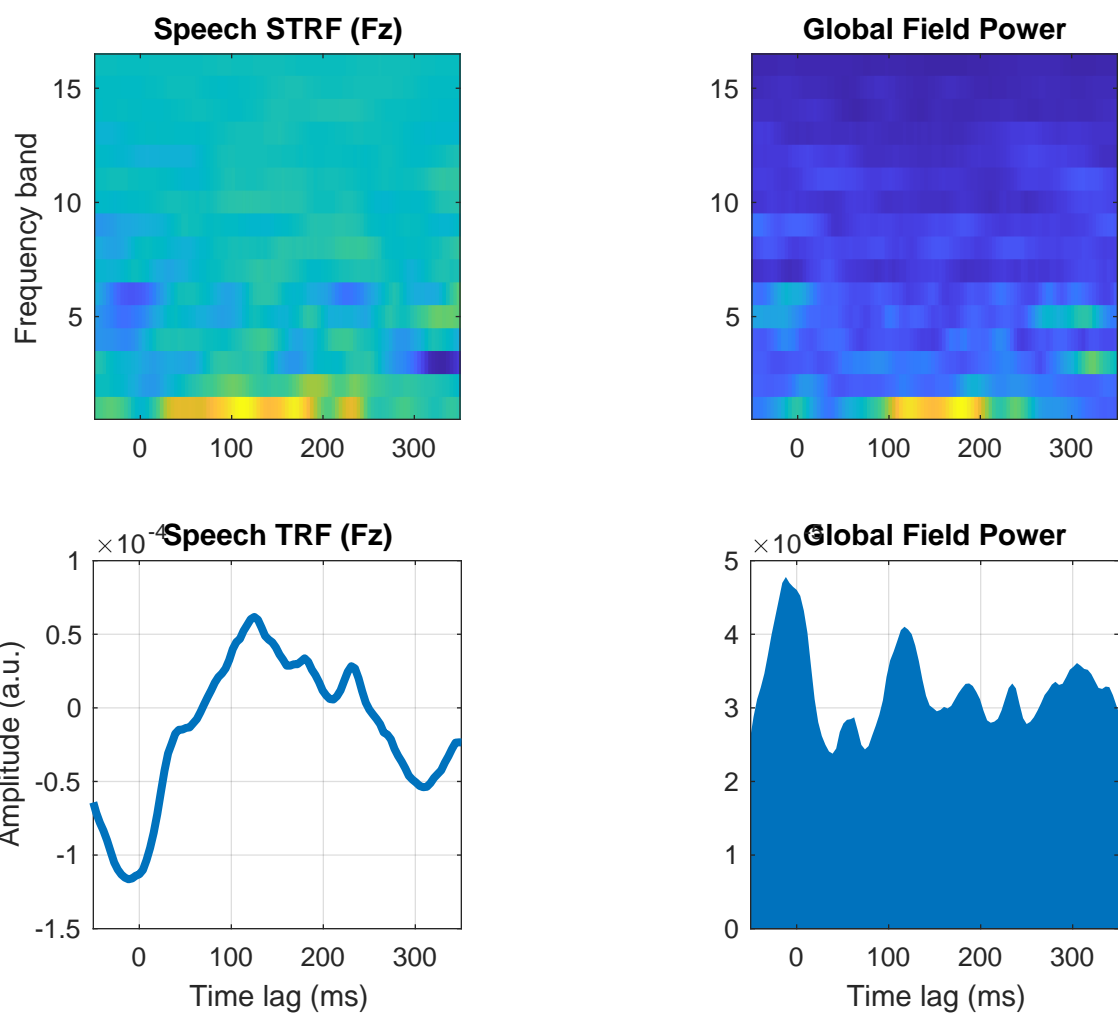 Speech STRF (Fz)
Frequency band
15
10
5
0 100 200 300
Global Field Power
15
10
5
0 100 200 300
Speech TRF (Fz)
×10⁻⁴
Amplitude (a.u.)
1
0.5
0
-0.5
-1
-1.5
0 100 200 300
Time lag (ms)
Global Field Power
×10
5
4
3
2
1
0
0 100 200 300
Time lag (ms)